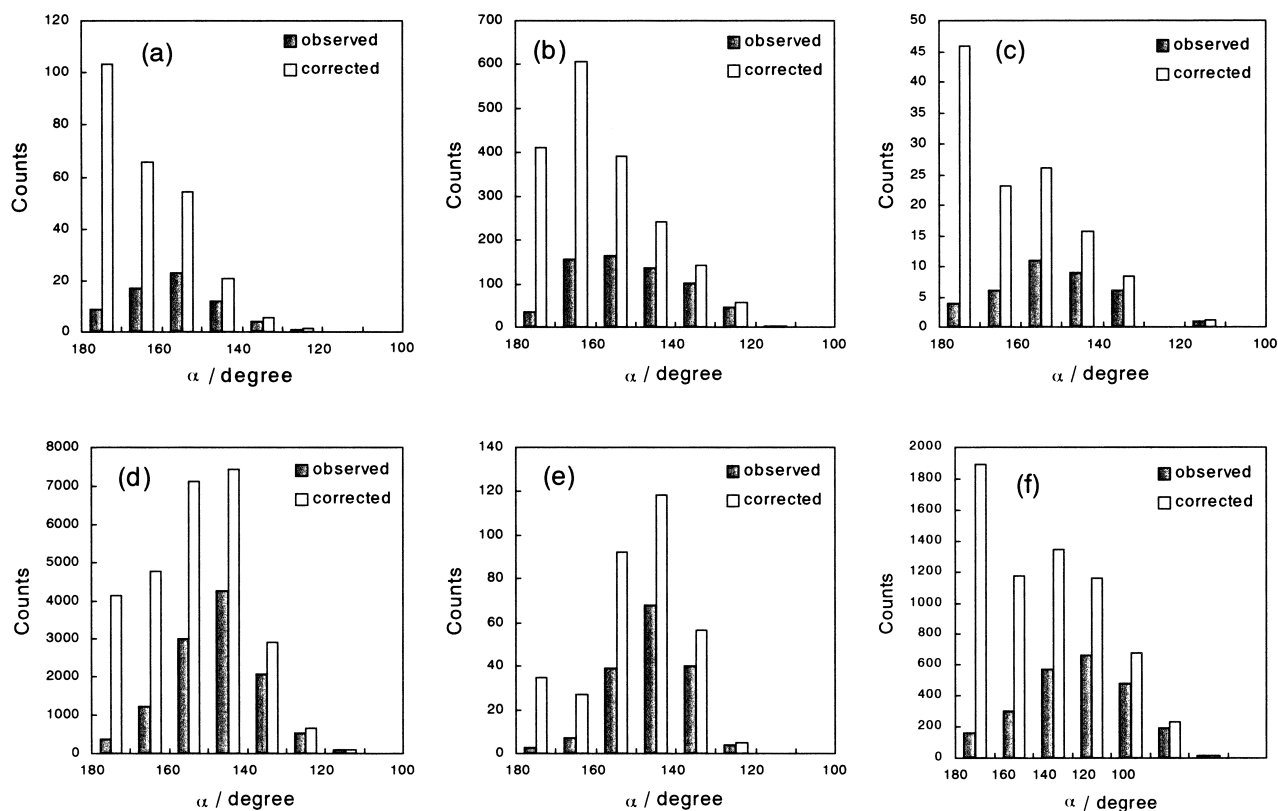 (a)
observed
corrected
120
100
80
60
40
20
0
Counts
180 160 140 120 100
α / degree
(b)
observed
corrected
700
600
500
400
300
200
100
0
Counts
180 160 140 120 100
α / degree
(c)
observed
corrected
50
45
40
35
30
25
20
15
10
5
0
Counts
180 160 140 120 100
α / degree
(d)
observed
corrected
8000
7000
6000
5000
4000
3000
2000
1000
0
Counts
180 160 140 120 100
α / degree
(e)
observed
corrected
140
120
100
80
60
40
20
0
Counts
180 160 140 120 100
α / degree
(f)
observed
corrected
2000
1800
1600
1400
1200
1000
800
600
400
200
0
Counts
180 160 140 120 100
α / degree